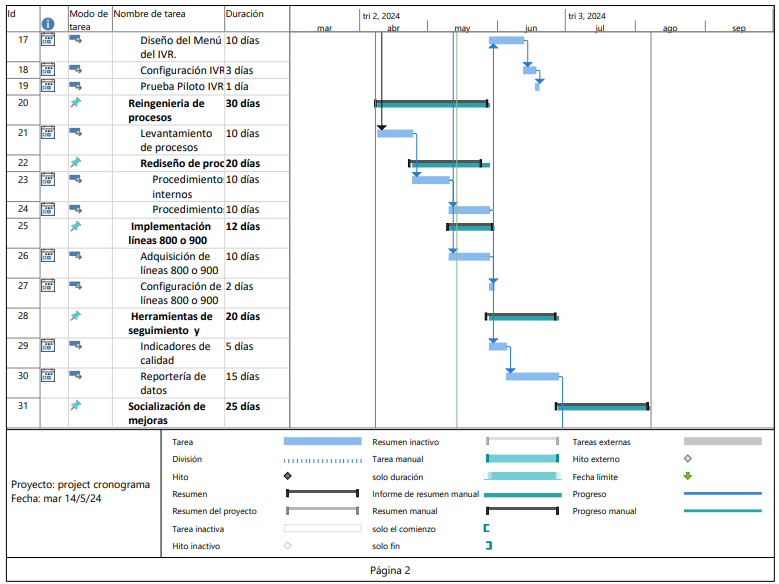 Id Modo de tarea Nombre de tarea Duración
tri 2, 2024 tri 3, 2024
mar abr may jun jul ago sep
17 Diseño del Menú del IVR. 10 días
18 Configuración IVR 3 días
19 Prueba Piloto IVR 1 día
20 Reingenieria de procesos 30 días
21 Levantamiento de procesos 10 días
22 Rediseño de proc 20 días
23 Procedimiento internos 10 días
24 Procedimiento 10 días
25 Implementación líneas 800 o 900 12 días
26 Adquisición de líneas 800 o 900 10 días
27 Configuración de líneas 800 o 900 2 días
28 Herramientas de seguimiento y 20 días
29 Indicadores de calidad 5 días
30 Reportería de datos 15 días
31 Socialización de mejoras 25 días
Proyecto: project cronograma
Fecha: mar 14/5/24
Tarea
División
Hito
Resumen
Resumen del proyecto
Tarea inactiva
Hito inactivo
Resumen inactivo
Tarea manual
solo duración
Informe de resumen manual
Resumen manual
solo el comienzo
solo fin
Tareas externas
Hito externo
Fecha límite
Progreso
Progreso manual
Página 2